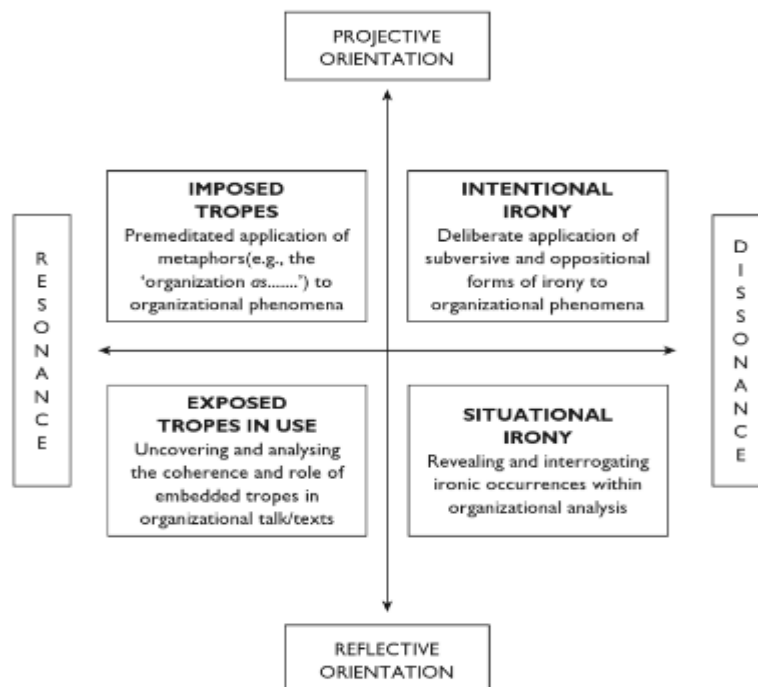 PROJECTIVE
ORIENTATION
IMPOSED
TROPES
Premeditated application of
metaphors(e.g., the
‘organization as.......’) to
organizational phenomena
INTENTIONAL
IRONY
Deliberate application of
subversive and oppositional
forms of irony to
organizational phenomena
R
E
S
O
N
A
N
C
E
D
I
S
S
O
N
A
N
C
E
EXPOSED
TROPES IN USE
Uncovering and analysing
the coherence and role of
embedded tropes in
organizational talk/texts
SITUATIONAL
IRONY
Revealing and interrogating
ironic occurrences within
organizational analysis
REFLECTIVE
ORIENTATION